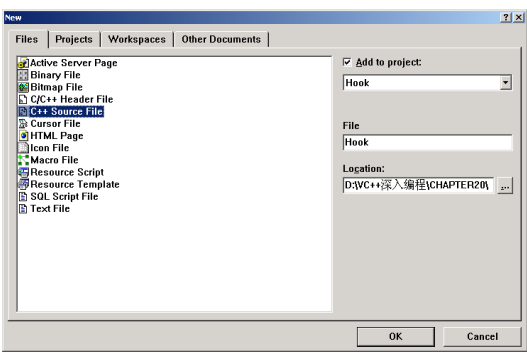 New
Files Projects Workspaces Other Documents
Active Server Page
Binary File
Bitmap File
C/C++ Header File
C++ Source File
Cursor File
HTML Page
Icon File
Macro File
Resource Script
Resource Template
SQL Script File
Text File
Add to project:
Hook
File
Hook
Location:
D:\VC++深入编程\CHAPTER20\ ...
OK Cancel